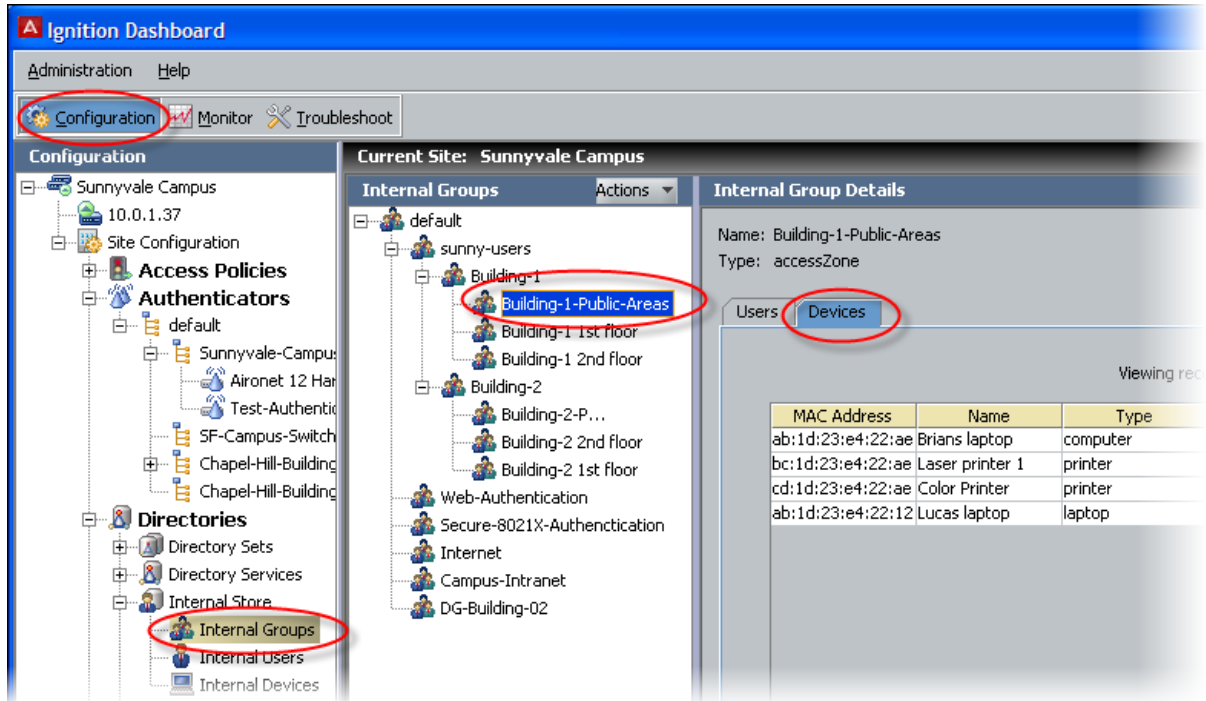 Ignition Dashboard
Administration Help
Configuration Monitor Troubleshoot
Configuration
Sunnyvale Campus
10.0.1.37
Site Configuration
Access Policies
Authenticators
default
Sunnyvale-Campu
Aironet 12 Har
Test-Authentic
SF-Campus-Switch
Chapel-Hill-Building
Chapel-Hill-Building
Directories
Directory Sets
Directory Services
Internal Store
Internal Groups
Internal Users
Internal Devices
Current Site: Sunnyvale Campus
Internal Groups Actions
default
sunny-users
Building-1
Building-1-Public-Areas
Building-1 1st floor
Building-1 2nd floor
Building-2
Building-2-P...
Building-2 2nd floor
Building-2 1st floor
Web-Authentication
Secure-8021X-Authenctication
Internet
Campus-Intranet
DG-Building-02
Internal Group Details
Name: Building-1-Public-Areas
Type: accessZone
Users Devices
Viewing rec
MAC Address Name Type
ab:1d:23:e4:22:ae Brians laptop computer
bc:1d:23:e4:22:ae Laser printer 1 printer
cd:1d:23:e4:22:ae Color Printer printer
ab:1d:23:e4:22:12 Lucas laptop laptop